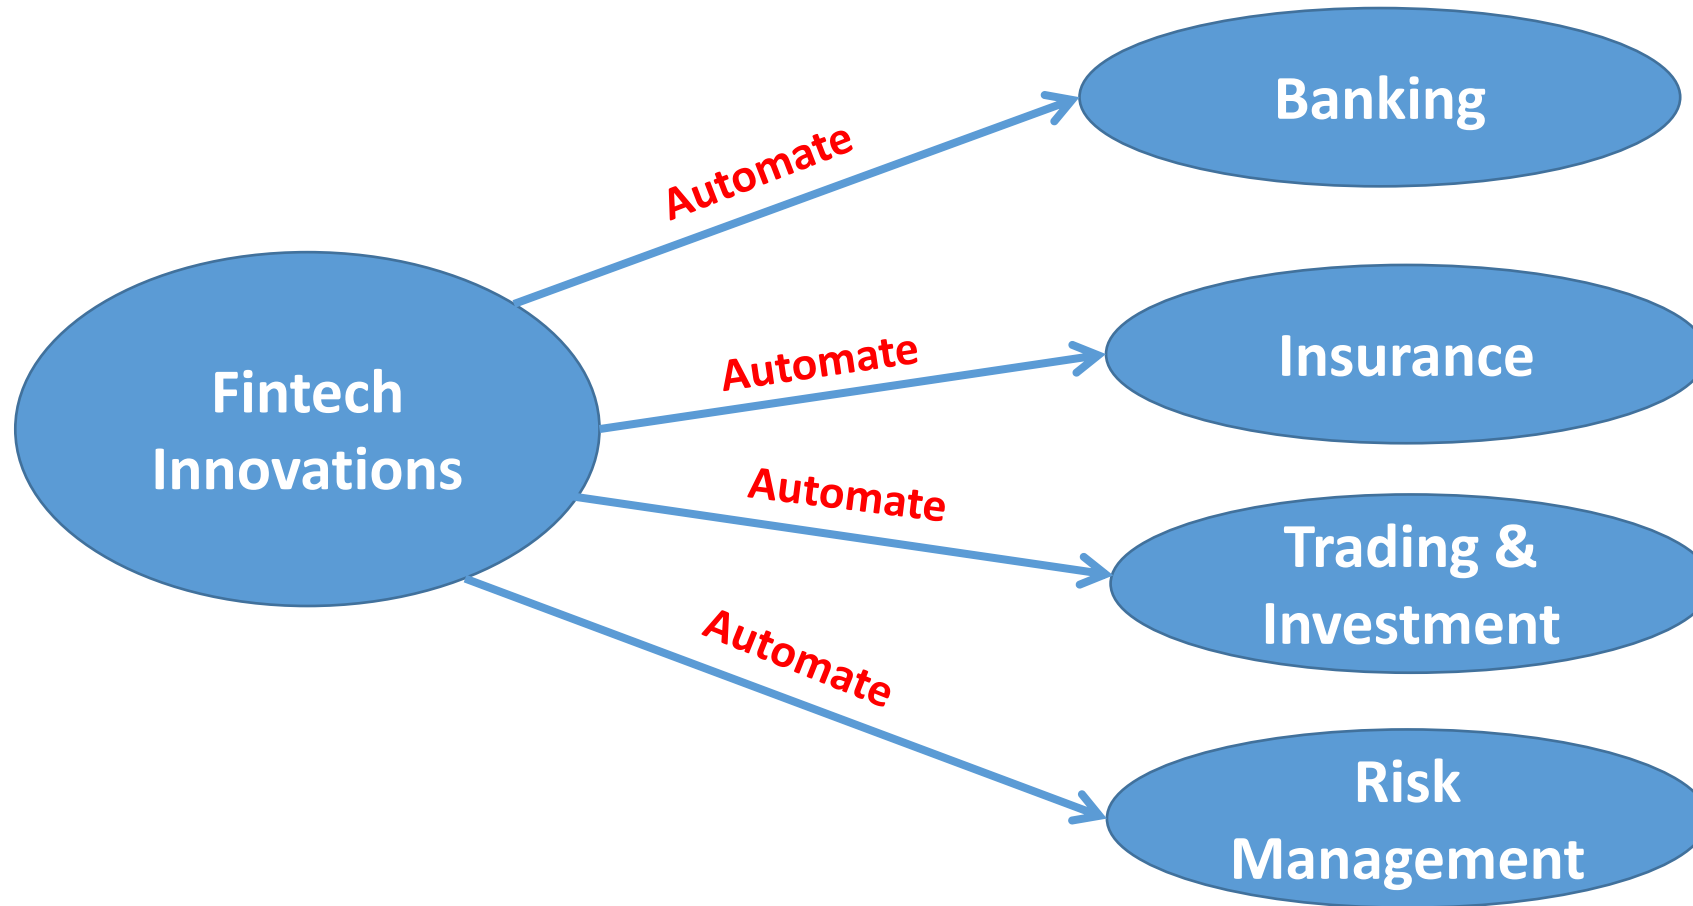 Banking
Automate
Automate
Insurance
Fintech
Innovations
Automate
Trading &
Investment
Automate
Risk
Management